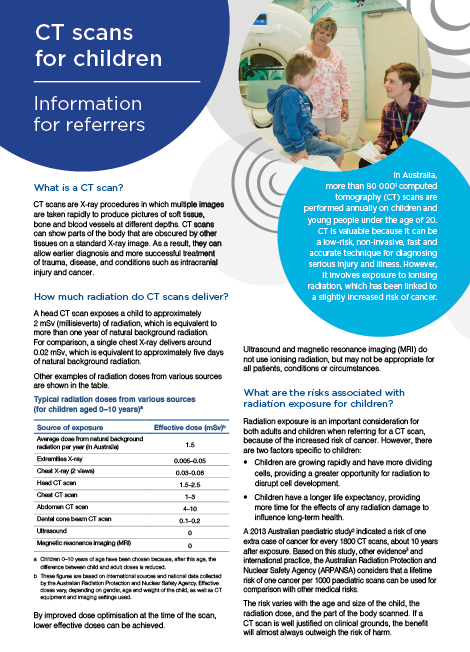 CT scans
for children
Information
for referrers
In Australia,
more than 80 000¹ computed
tomography (CT) scans are
performed annually on children and
young people under the age of 20.
CT is valuable because it can be
a low-risk, non-invasive, fast and
accurate technique for diagnosing
serious injury and illness. However,
it involves exposure to ionising
radiation, which has been linked to
a slightly increased risk of cancer.
What is a CT scan?
CT scans are X-ray procedures in which multiple images
are taken rapidly to produce pictures of soft tissue,
bone and blood vessels at different depths. CT scans
can show parts of the body that are obscured by other
tissues on a standard X-ray image. As a result, they can
allow earlier diagnosis and more successful treatment
of trauma, disease, and conditions such as intracranial
injury and cancer.
How much radiation do CT scans deliver?
A head CT scan exposes a child to approximately
2 mSv (millisieverts) of radiation, which is equivalent to
more than one year of natural background radiation.
For comparison, a single chest X-ray delivers around
0.02 mSv, which is equivalent to approximately five days
of natural background radiation.
Other examples of radiation doses from various sources
are shown in the table.
Typical radiation doses from various sources
(for children aged 0–10 years)ᵃ
Source of exposure Effective dose (mSv)ᵇ
Average dose from natural background
radiation per year (in Australia) 1.5
Extremities X-ray 0.005–0.05
Chest X-ray (2 views) 0.03–0.06
Head CT scan 1.5–2.5
Chest CT scan 1–3
Abdomen CT scan 4–10
Dental cone beam CT scan 0.1–0.2
Ultrasound 0
Magnetic resonance imaging (MRI) 0
a Children 0–10 years of age have been chosen because, after this age, the
difference between child and adult doses is reduced.
b These figures are based on international sources and national data collected
by the Australian Radiation Protection and Nuclear Safety Agency. Effective
doses vary, depending on gender, age and weight of the child, as well as CT
equipment and imaging settings used.
By improved dose optimisation at the time of the scan,
lower effective doses can be achieved.
Ultrasound and magnetic resonance imaging (MRI) do
not use ionising radiation, but may not be appropriate for
all patients, conditions or circumstances.
What are the risks associated with
radiation exposure for children?
Radiation exposure is an important consideration for
both adults and children when referring for a CT scan,
because of the increased risk of cancer. However, there
are two factors specific to children:
• Children are growing rapidly and have more dividing
cells, providing a greater opportunity for radiation to
disrupt cell development.
• Children have a longer life expectancy, providing
more time for the effects of any radiation damage to
influence long-term health.
A 2013 Australian paediatric study² indicated a risk of one
extra case of cancer for every 1800 CT scans, about 10 years
after exposure. Based on this study, other evidence³ and
international practice, the Australian Radiation Protection and
Nuclear Safety Agency (ARPANSA) considers that a lifetime
risk of one cancer per 1000 paediatric scans can be used for
comparison with other medical risks.
The risk varies with the age and size of the child, the
radiation dose, and the part of the body scanned. If a
CT scan is well justified on clinical grounds, the benefit
will almost always outweigh the risk of harm.